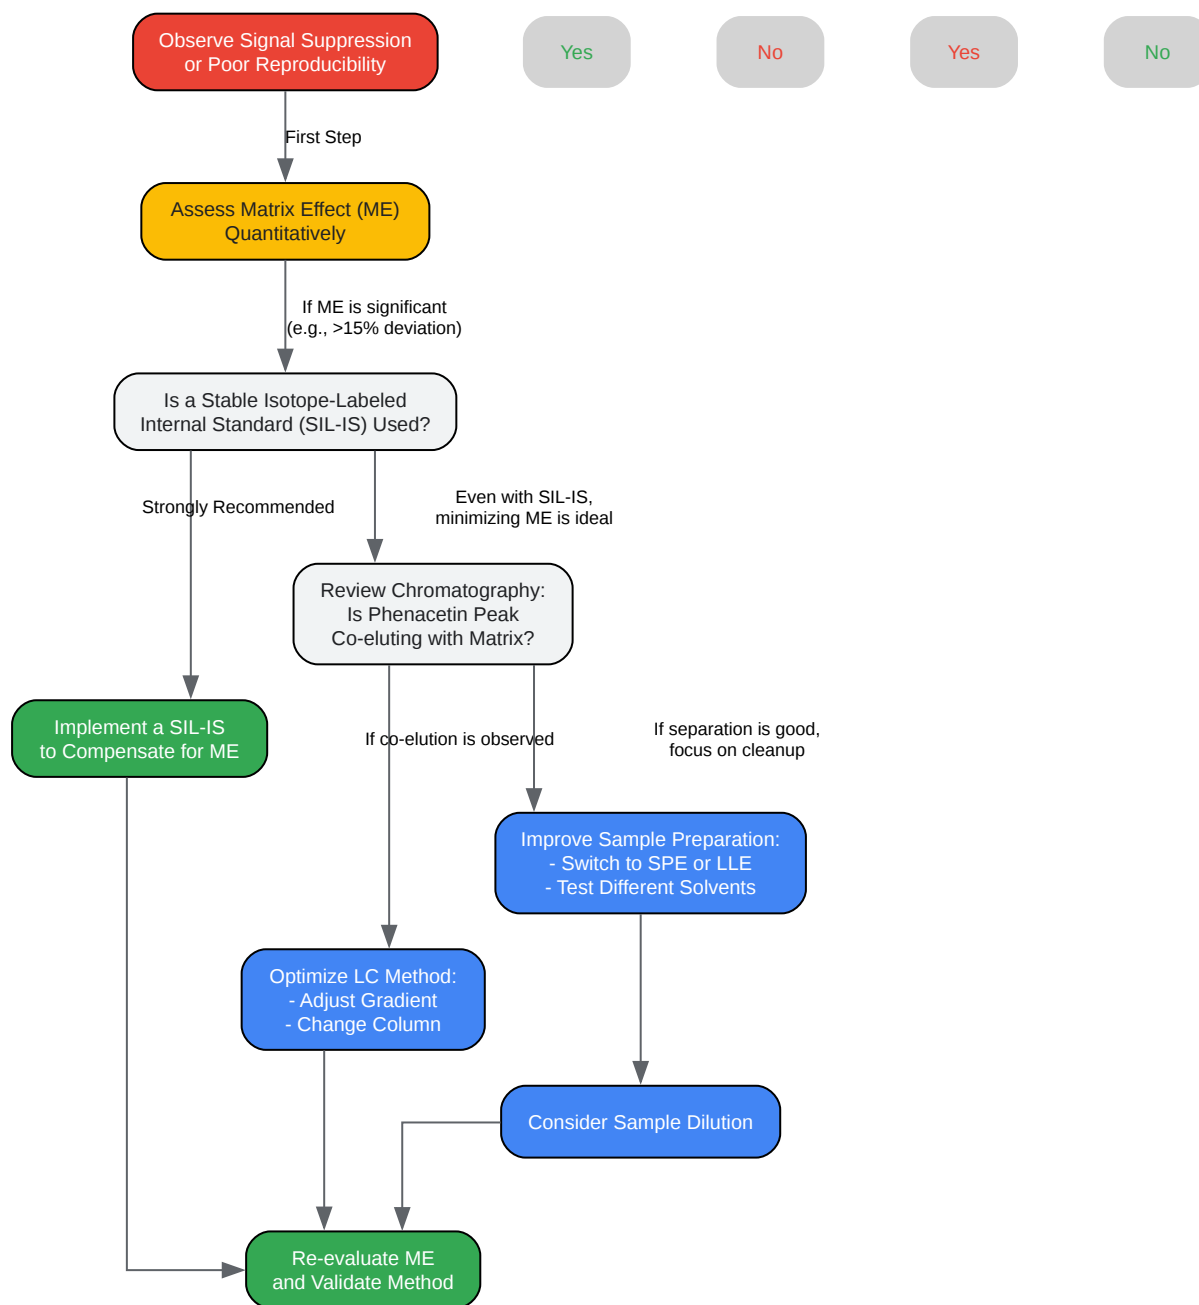 Observe Signal Suppression
or Poor Reproducibility
Yes
No
Yes
No
First Step
Assess Matrix Effect (ME)
Quantitatively
If ME is significant
(e.g., >15% deviation)
Is a Stable Isotope-Labeled
Internal Standard (SIL-IS) Used?
Strongly Recommended
Even with SIL-IS,
minimizing ME is ideal
Review Chromatography:
Is Phenacetin Peak
Co-eluting with Matrix?
Implement a SIL-IS
to Compensate for ME
If co-elution is observed
If separation is good,
focus on cleanup
Improve Sample Preparation:
- Switch to SPE or LLE
- Test Different Solvents
Optimize LC Method:
- Adjust Gradient
- Change Column
Consider Sample Dilution
Re-evaluate ME
and Validate Method